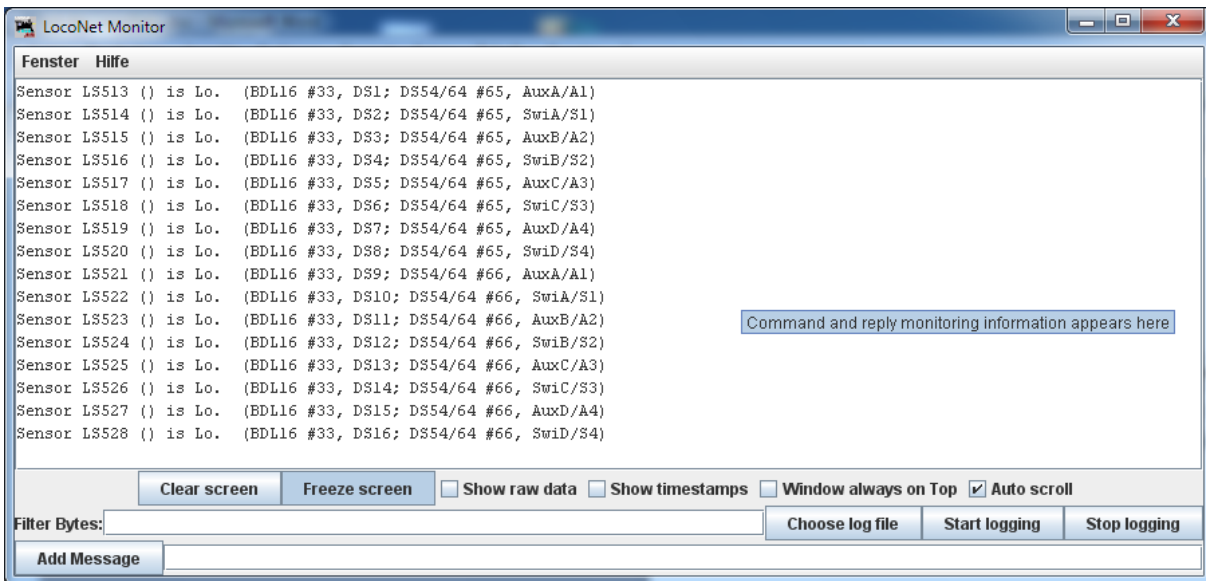 LocoNet Monitor
Fenster Hilfe
Sensor LS513 () is Lo.  (BDL16 #33, DS1; DS54/64 #65, AuxA/A1)
Sensor LS514 () is Lo.  (BDL16 #33, DS2; DS54/64 #65, SwiA/S1)
Sensor LS515 () is Lo.  (BDL16 #33, DS3; DS54/64 #65, AuxB/A2)
Sensor LS516 () is Lo.  (BDL16 #33, DS4; DS54/64 #65, SwiB/S2)
Sensor LS517 () is Lo.  (BDL16 #33, DS5; DS54/64 #65, AuxC/A3)
Sensor LS518 () is Lo.  (BDL16 #33, DS6; DS54/64 #65, SwiC/S3)
Sensor LS519 () is Lo.  (BDL16 #33, DS7; DS54/64 #65, AuxD/A4)
Sensor LS520 () is Lo.  (BDL16 #33, DS8; DS54/64 #65, SwiD/S4)
Sensor LS521 () is Lo.  (BDL16 #33, DS9; DS54/64 #66, AuxA/A1)
Sensor LS522 () is Lo.  (BDL16 #33, DS10; DS54/64 #66, SwiA/S1)
Sensor LS523 () is Lo.  (BDL16 #33, DS11; DS54/64 #66, AuxB/A2)
Command and reply monitoring information appears here
Sensor LS524 () is Lo.  (BDL16 #33, DS12; DS54/64 #66, SwiB/S2)
Sensor LS525 () is Lo.  (BDL16 #33, DS13; DS54/64 #66, AuxC/A3)
Sensor LS526 () is Lo.  (BDL16 #33, DS14; DS54/64 #66, SwiC/S3)
Sensor LS527 () is Lo.  (BDL16 #33, DS15; DS54/64 #66, AuxD/A4)
Sensor LS528 () is Lo.  (BDL16 #33, DS16; DS54/64 #66, SwiD/S4)
Clear screen Freeze screen Show raw data Show timestamps Window always on Top Auto scroll
Filter Bytes: Choose log file Start logging Stop logging
Add Message